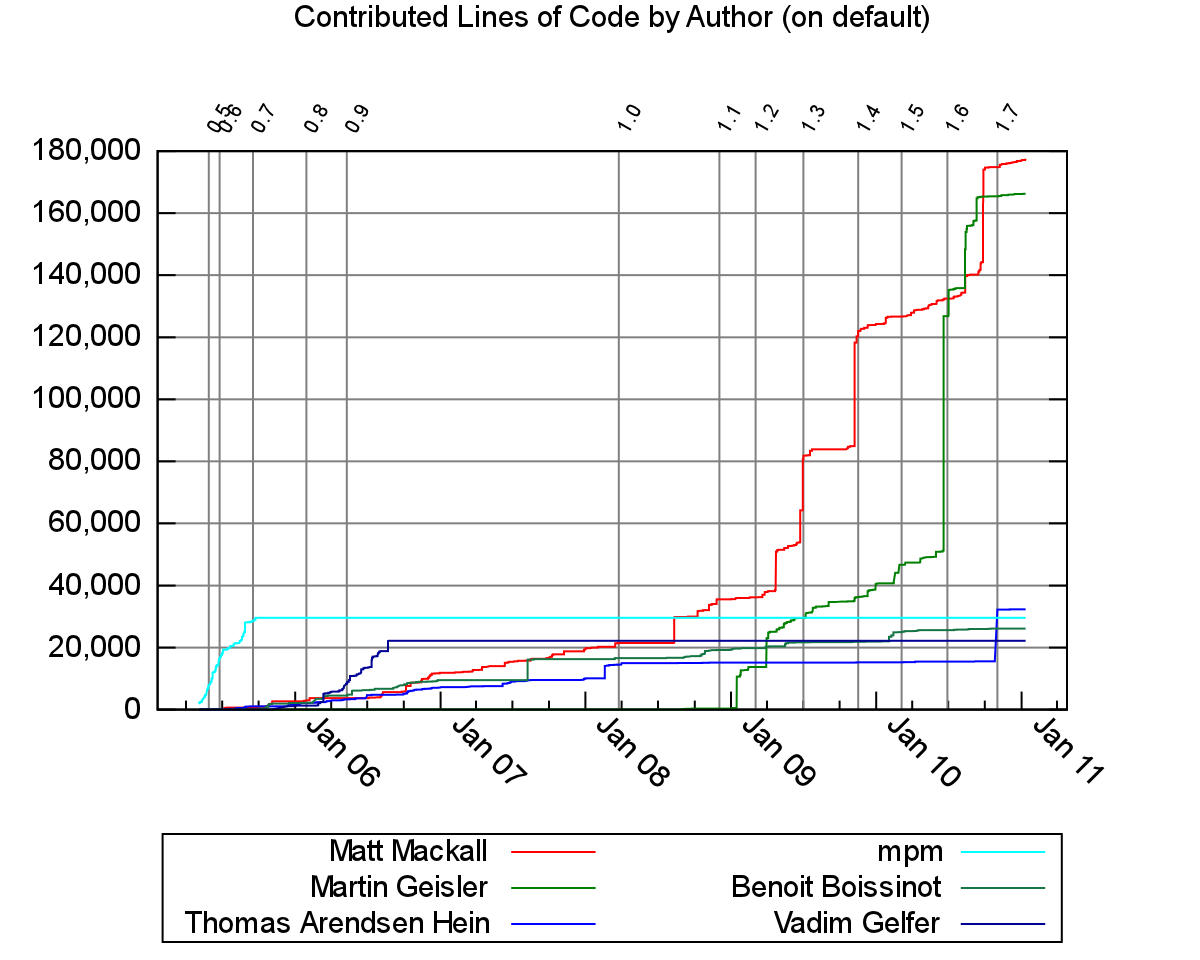 Contributed Lines of Code by Author (on default)
0.5 0.6 0.7 0.8 0.9 1.0 1.1 1.2 1.3 1.4 1.5 1.6 1.7
180,000
160,000
140,000
120,000
100,000
80,000
60,000
40,000
20,000
0
Jan 06 Jan 07 Jan 08 Jan 09 Jan 10 Jan 11
Matt Mackall mpm
Martin Geisler Benoit Boissinot
Thomas Arendsen Hein Vadim Gelfer